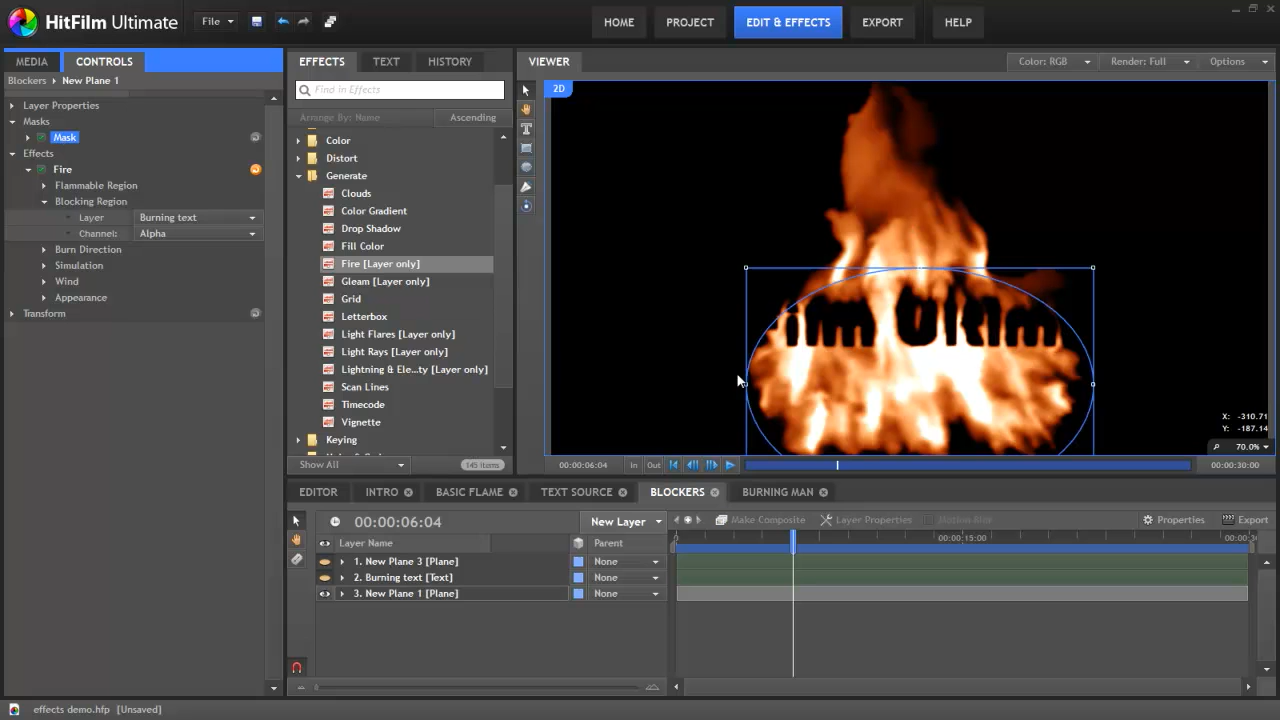 HitFilm Ultimate
File
HOME
PROJECT
EDIT & EFFECTS
EXPORT
HELP
MEDIA
CONTROLS
Blockers
New Plane 1
Layer Properties
Masks
Mask
Effects
Fire
Flammable Region
Blocking Region
Layer
Burning text
Channel:
Alpha
Burn Direction
Simulation
Wind
Appearance
Transform
EFFECTS
TEXT
HISTORY
Find in Effects
Arrange By: Name
Ascending
Color
Distort
Generate
Clouds
Color Gradient
Drop Shadow
Fill Color
Fire [Layer only]
Gleam [Layer only]
Grid
Letterbox
Light Flares [Layer only]
Light Rays [Layer only]
Lightning & Ele...ty [Layer only]
Scan Lines
Timecode
Vignette
Keying
Show All
145 items
VIEWER
Color: RGB
Render: Full
Options
2D
ilm Ultim
X: -310.71
Y: -187.14
70.0%
00:00:06:04
In
Out
00:00:30:00
EDITOR
INTRO
BASIC FLAME
TEXT SOURCE
BLOCKERS
BURNING MAN
00:00:06:04
New Layer
Make Composite
Layer Properties
Motion Blur
Properties
Export
Layer Name
Parent
00:00:15:00
1. New Plane 3 [Plane]
None
2. Burning text [Text]
None
3. New Plane 1 [Plane]
None
effects demo.hfp
[Unsaved]